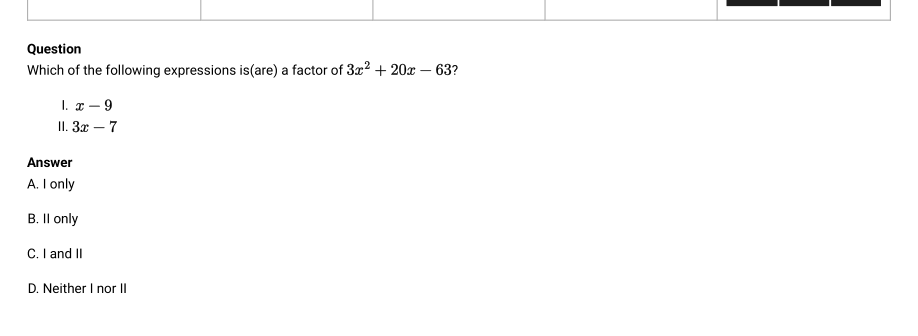 Question
Which of the following expressions is(are) a factor of 3x² + 20x − 63?
I. x − 9
II. 3x − 7
Answer
A. I only
B. II only
C. I and II
D. Neither I nor II